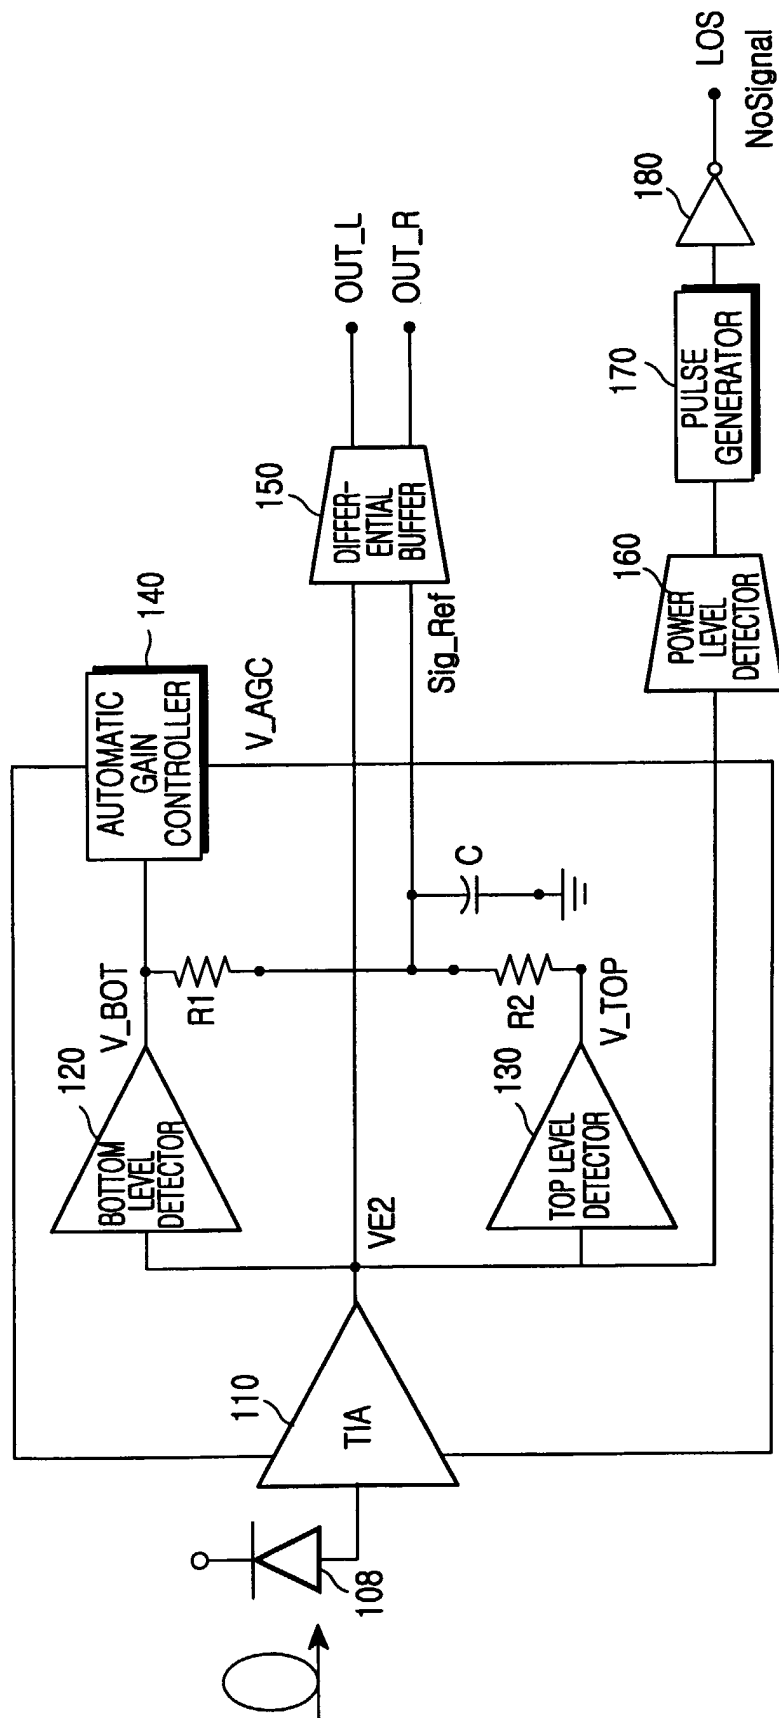 108
110
TIA
VE2
120
BOTTOM
LEVEL
DETECTOR
V_BOT
R1
140
AUTOMATIC
GAIN
CONTROLLER
V_AGC
130
TOP LEVEL
DETECTOR
V_TOP
R2
C
Sig_Ref
150
DIFFER-
ENTIAL
BUFFER
OUT_L
OUT_R
160
POWER
LEVEL
DETECTOR
170
PULSE
GENERATOR
180
LOS
NoSignal